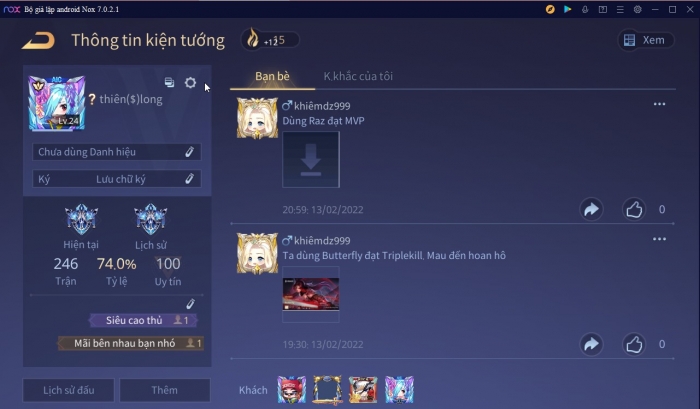 nox Bộ giả lập android Nox 7.0.2.1
Thông tin kiện tướng
Xem
AIC
Lv.24
? thiên($)long
Chưa dùng Danh hiệu
Ký Lưu chữ ký
Hiện tại Lịch sử
246 74.0% 100
Trận Tỷ lệ Uy tín
Siêu cao thủ 1
Mãi bên nhau bạn nhó 1
Lịch sử đấu Thêm
Bạn bè K khắc của tôi
♂khiêmdz999
Dùng Raz đạt MVP
20:59: 13/02/2022 0
♂khiêmdz999
Ta dùng Butterfly đạt Triplekill, Mau đến hoan hô
19:30: 13/02/2022 0
Khách